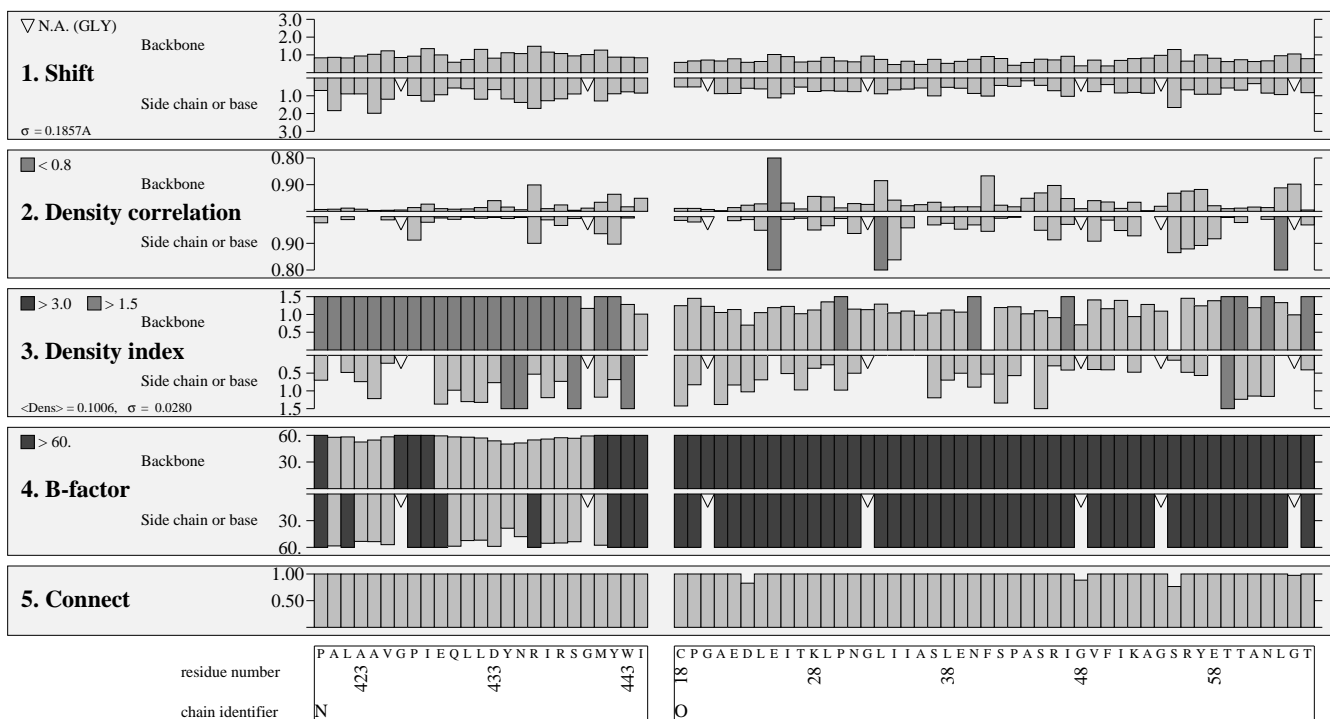 ▽ N.A. (GLY)
Backbone
1. Shift
Side chain or base
σ = 0.1857A
3.0
2.0
1.0
1.0
2.0
3.0
< 0.8
Backbone
2. Density correlation
Side chain or base
0.80
0.90
0.90
0.80
> 3.0 > 1.5
Backbone
3. Density index
Side chain or base
<Dens> = 0.1006, σ = 0.0280
1.5
1.0
0.5
0.5
1.0
1.5
> 60.
Backbone
4. B-factor
Side chain or base
60.
30.
30.
60.
5. Connect
1.00
0.50
P A L A A V G P I E Q L L D Y N R I R S G M Y W I C P G A E D L E I T K L P N G L I I A S L E N F S P A S R I G V F I K A G S R Y E T T A N L G T
residue number 423 433 443 18 28 38 48 58
chain identifier N O